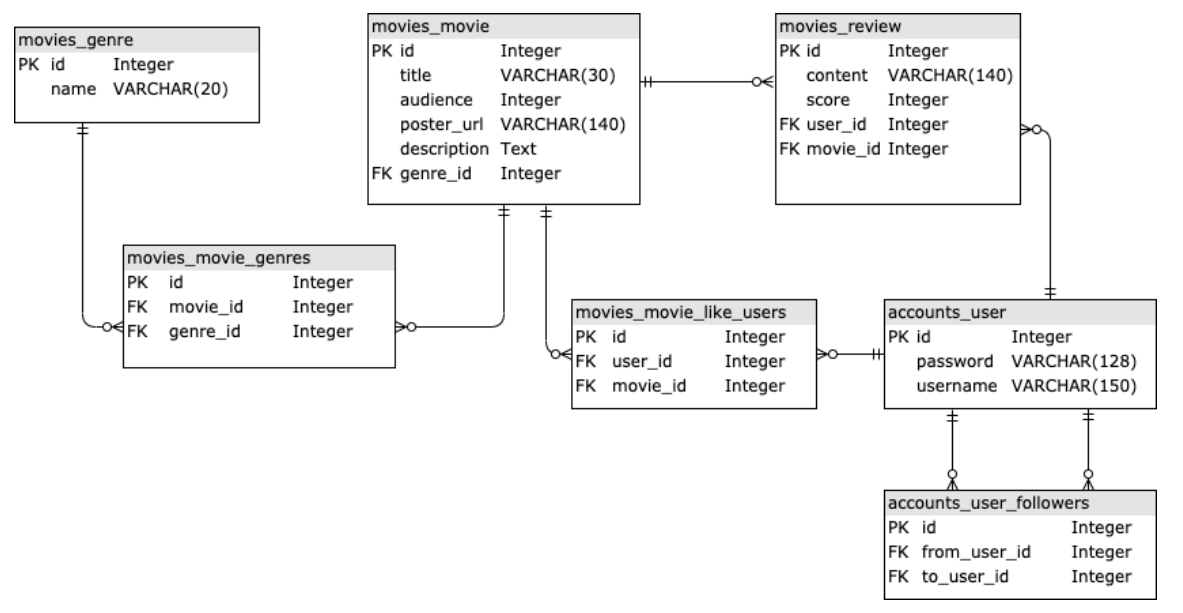 movies_genre
PK id Integer
name VARCHAR(20)
movies_movie
PK id Integer
title VARCHAR(30)
audience Integer
poster_url VARCHAR(140)
description Text
FK genre_id Integer
movies_review
PK id Integer
content VARCHAR(140)
score Integer
FK user_id Integer
FK movie_id Integer
movies_movie_genres
PK id Integer
FK movie_id Integer
FK genre_id Integer
movies_movie_like_users
PK id Integer
FK user_id Integer
FK movie_id Integer
accounts_user
PK id Integer
password VARCHAR(128)
username VARCHAR(150)
accounts_user_followers
PK id Integer
FK from_user_id Integer
FK to_user_id Integer